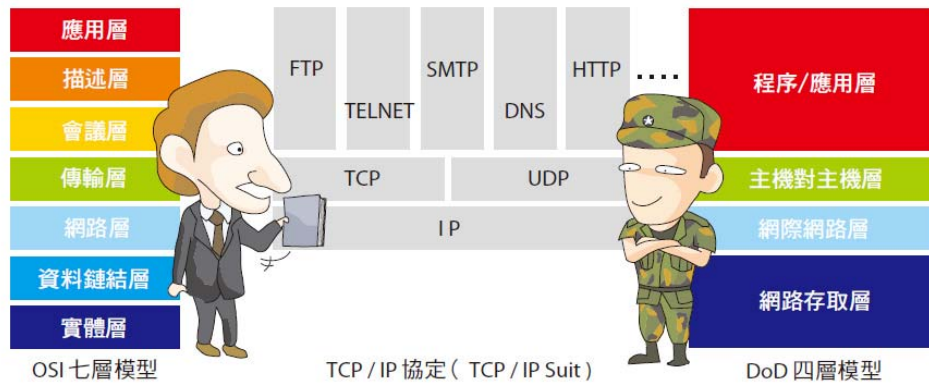 應用層
描述層
會議層
傳輸層
網路層
資料鏈結層
實體層
OSI 七層模型
FTP
TELNET
SMTP
DNS
HTTP
....
TCP
UDP
IP
TCP / IP 協定 ( TCP / IP Suit )
程序/應用層
主機對主機層
網際網路層
網路存取層
DoD 四層模型